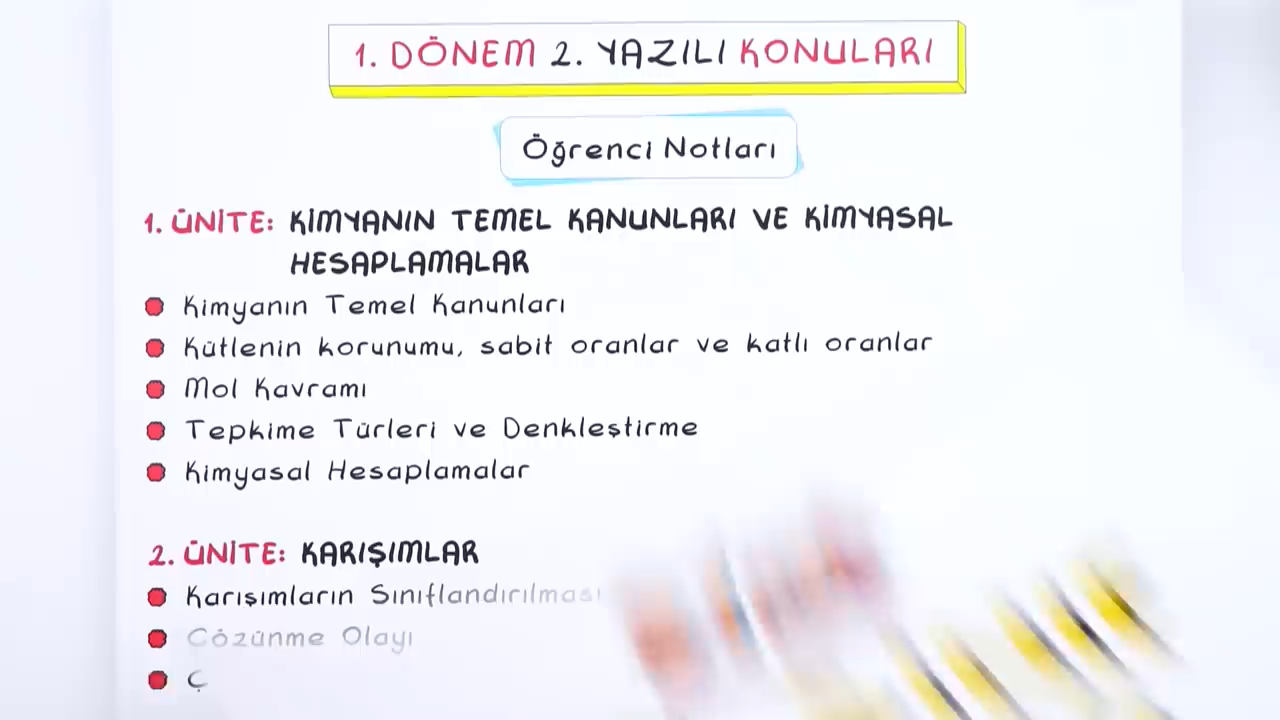 1. DÖNEM 2. YAZILI KONULARI
Öğrenci Notları
1. ÜNİTE: KİMYANIN TEMEL KANUNLARI VE KİMYASAL
HESAPLAMALAR
Kimyanın Temel Kanunları
Kütlenin korunumu, sabit oranlar ve katlı oranlar
Mol Kavramı
Tepkime Türleri ve Denkleştirme
Kimyasal Hesaplamalar
2. ÜNİTE: KARIŞIMLAR
Karışımların Sınıflandırılması
Çözünme Olayı
Ç